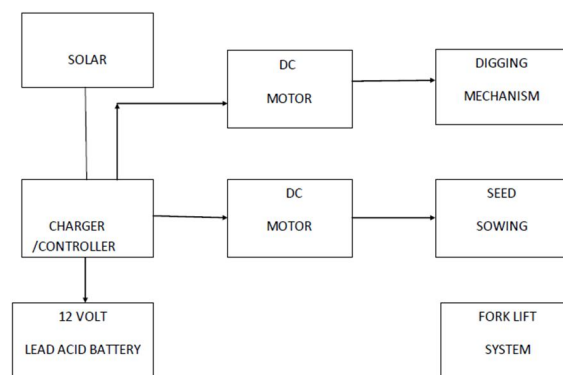 SOLAR
DC
MOTOR
DIGGING
MECHANISM
CHARGER
/CONTROLLER
DC
MOTOR
SEED
SOWING
12 VOLT
LEAD ACID BATTERY
FORK LIFT
SYSTEM